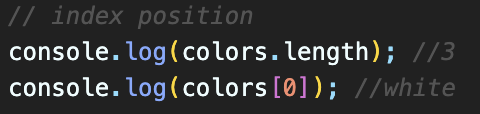 // index position
console.log(colors.length); //3
console.log(colors[0]); //white